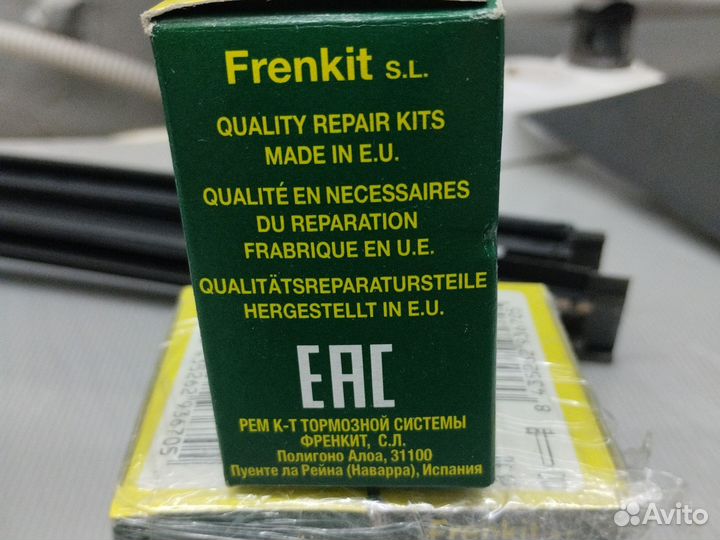 Frenkit S.L.
QUALITY REPAIR KITS
MADE IN E.U.
QUALITÉ EN NECESSAIRES
DU REPARATION
FRABRIQUE EN U.E.
QUALITÄTSREPARATURSTEILE
HERGESTELLT IN E.U.
EAC
РЕМ К-Т ТОРМОЗНОЙ СИСТЕМЫ
ФРЕНКИТ, С.Л.
Полигоно Алоа, 31100
Пуенте ла Рейна (Наварра), Испания
Frenkit
Avito